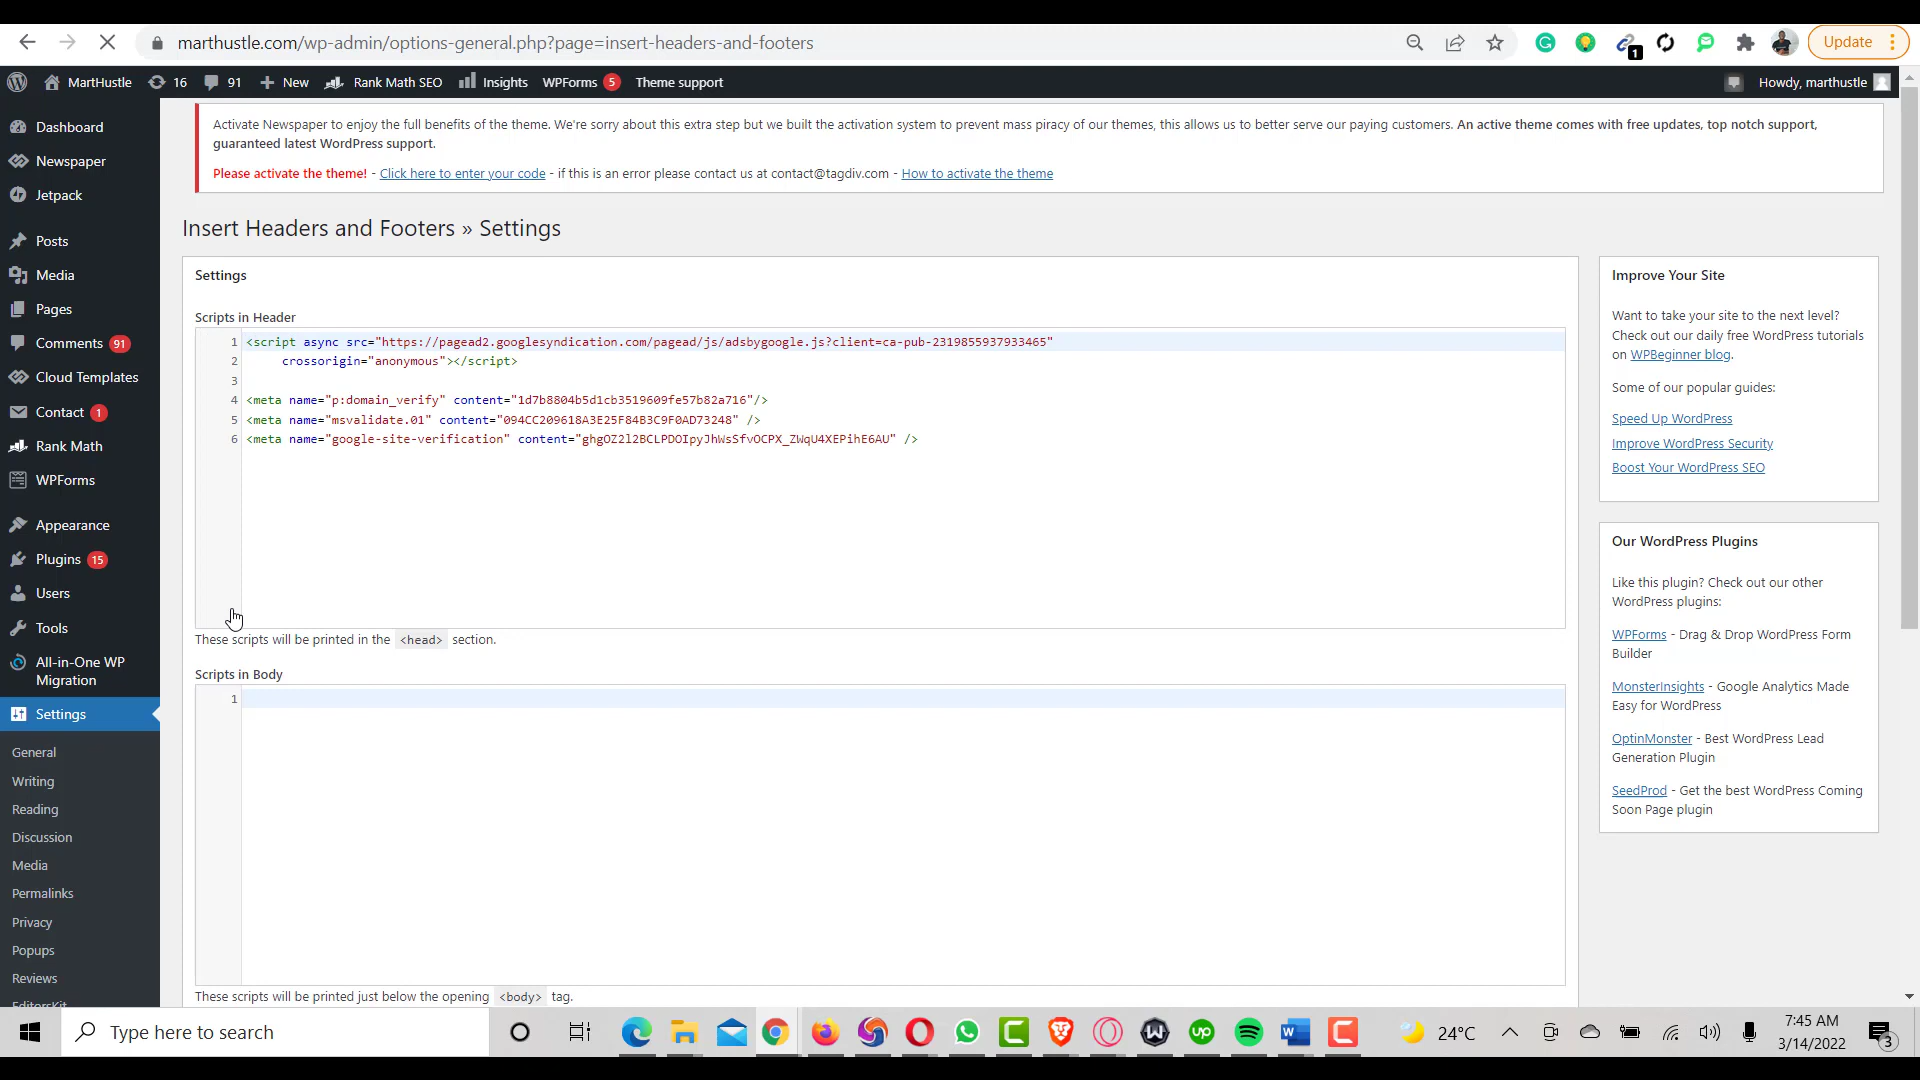 marthustle.com/wp-admin/options-general.php?page=insert-headers-and-footers
1
Update
MartHustle
16
91
New
Rank Math SEO
Insights
WPForms 5
Theme support
Howdy, marthustle
Dashboard
Newspaper
Jetpack
Posts
Media
Pages
Comments 91
Cloud Templates
Contact 1
Rank Math
WPForms
Appearance
Plugins 15
Users
Tools
All-in-One WP
Migration
Settings
General
Writing
Reading
Discussion
Media
Permalinks
Privacy
Popups
Reviews
EditorsKit
Activate Newspaper to enjoy the full benefits of the theme. We're sorry about this extra step but we built the activation system to prevent mass piracy of our themes, this allows us to better serve our paying customers. An active theme comes with free updates, top notch support,
guaranteed latest WordPress support.
Please activate the theme! - Click here to enter your code - if this is an error please contact us at contact@tagdiv.com - How to activate the theme
Insert Headers and Footers » Settings
Settings
Scripts in Header
1 <script async src="https://pagead2.googlesyndication.com/pagead/js/adsbygoogle.js?client=ca-pub-2319855937933465"
2 crossorigin="anonymous"></script>
3
4 <meta name="p:domain_verify" content="1d7b8804b5d1cb3519609fe57b82a716"/>
5 <meta name="msvalidate.01" content="094CC209618A3E25F84B3C9F0AD73248" />
6 <meta name="google-site-verification" content="ghgOZ2l2BCLPDOIpyJhWsSfvOCPX_ZWqU4XEPihE6AU" />
These scripts will be printed in the <head> section.
Scripts in Body
1
These scripts will be printed just below the opening <body> tag.
Improve Your Site
Want to take your site to the next level?
Check out our daily free WordPress tutorials
on WPBeginner blog.
Some of our popular guides:
Speed Up WordPress
Improve WordPress Security
Boost Your WordPress SEO
Our WordPress Plugins
Like this plugin? Check out our other
WordPress plugins:
WPForms - Drag & Drop WordPress Form
Builder
MonsterInsights - Google Analytics Made
Easy for WordPress
OptinMonster - Best WordPress Lead
Generation Plugin
SeedProd - Get the best WordPress Coming
Soon Page plugin
Type here to search
24°C
7:45 AM
3/14/2022
3